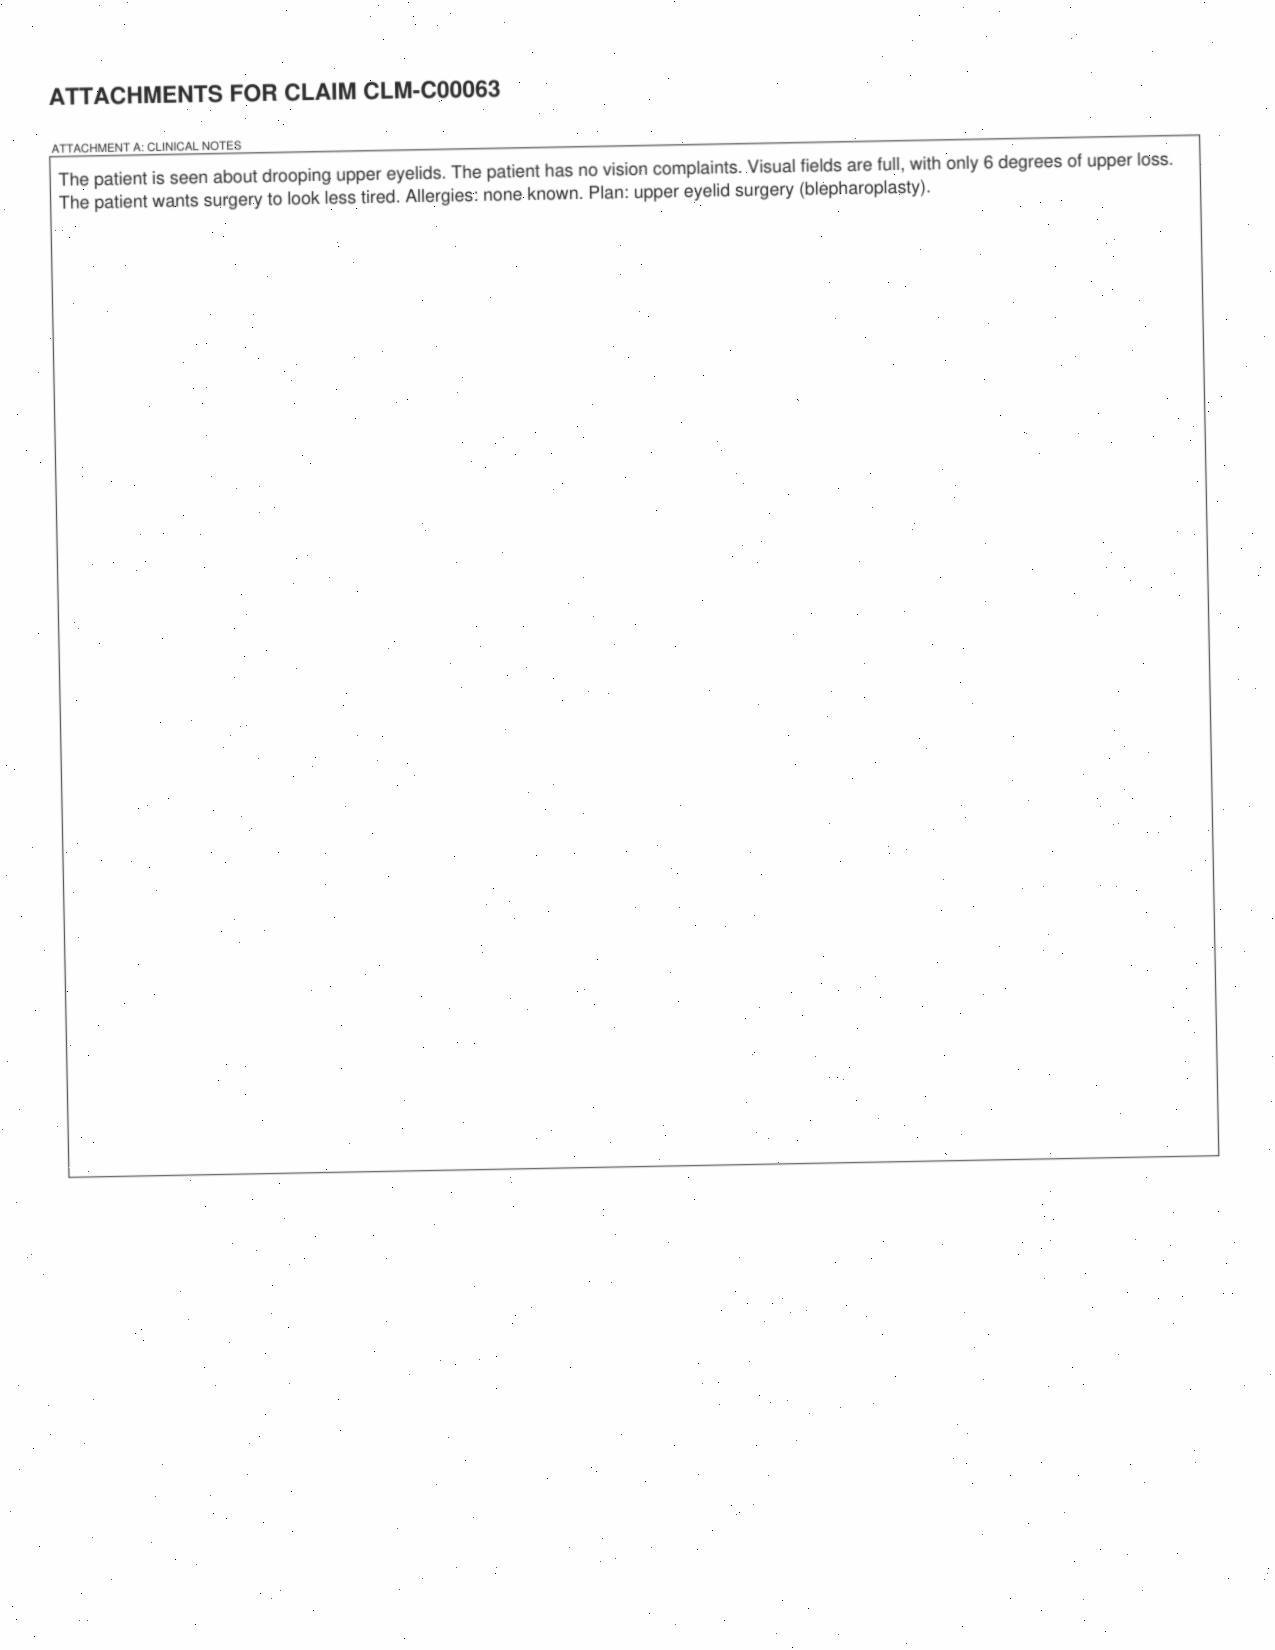 ATTACHMENTS FOR CLAIM CLM-C00063
ATTACHMENT A: CLINICAL NOTES
The patient is seen about drooping upper eyelids. The patient has no vision complaints. Visual fields are full, with only 6 degrees of upper loss.
The patient wants surgery to look less tired. Allergies: none known. Plan: upper eyelid surgery (blepharoplasty).